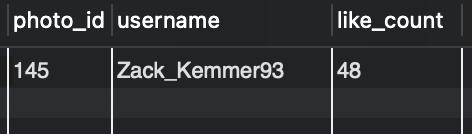 photo_id username like_count
145 Zack_Kemmer93 48